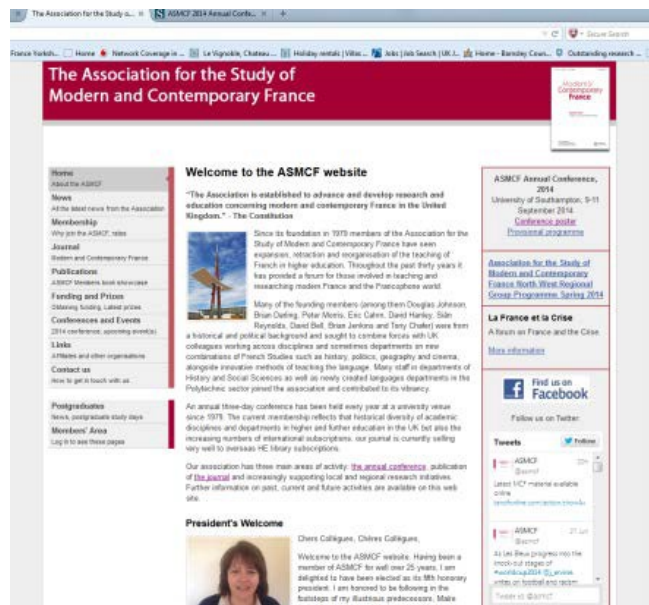 The Association for the Study o...
ASMCF 2014 Annual Confe...
Secure Search
France Yorksh...
Home
Network Coverage in ...
Le Vignoble, Chateau ...
Holiday rentals | Villas ...
Jobs | Job Search | UK J...
Home - Barnsley Coun...
Outstanding research ...
The Association for the Study of
Modern and Contemporary France
Modern &
Contemporary
France
Home
About the ASMCF
News
All the latest news from the Association
Membership
Why join the ASMCF, rates
Journal
Modern and Contemporary France
Publications
ASMCF Members book showcase
Funding and Prizes
Obtaining funding, Latest prizes
Conferences and Events
2014 conference, upcoming event(s)
Links
Affiliates and other organisations
Contact us
How to get in touch with us
Postgraduates
News, postgraduate study days
Members' Area
Log in to see these pages
Welcome to the ASMCF website
"The Association is established to advance and develop research and
education concerning modern and contemporary France in the United
Kingdom." - The Constitution
Since its foundation in 1979 members of the Association for the
Study of Modern and Contemporary France have seen
expansion, retraction and reorganisation of the teaching of
French in higher education. Throughout the past thirty years it
has provided a forum for those involved in teaching and
researching modern France and the Francophone world.
Many of the founding members (among them Douglas Johnson,
Brian Darling, Peter Morris, Eric Cahm, David Hanley, Siân
Reynolds, David Bell, Brian Jenkins and Tony Chafer) were from
a historical and political background and sought to combine forces with UK
colleagues working across disciplines and sometimes departments on new
combinations of French Studies such as history, politics, geography and cinema,
alongside innovative methods of teaching the language. Many staff in departments of
History and Social Sciences as well as newly created languages departments in the
Polytechnic sector joined the association and contributed to its vibrancy.
An annual three-day conference has been held every year at a university venue
since 1979. The current membership reflects that historical diversity of academic
disciplines and departments in higher and further education in the UK but also the
increasing numbers of international subscriptions: our journal is currently selling
very well to overseas HE library subscriptions.
Our association has three main areas of activity: the annual conference, publication
of the journal and increasingly supporting local and regional research initiatives.
Further information on past, current and future activities are available on this web
site.
President's Welcome
Chers Collègues, Chères Collègues,
Welcome to the ASMCF website. Having been a
member of ASMCF for well over 25 years, I am
delighted to have been elected as its fifth honorary
president. I am honored to be following in the
footsteps of my illustrious predecessors, Máire
ASMCF Annual Conference,
2014
University of Southampton, 9-11
September 2014
Conference poster
Provisional programme
Association for the Study of
Modern and Contemporary
France North West Regional
Group Programme Spring 2014
La France et la Crise
A forum on France and the Crise
More information
Find us on
Facebook
Follow us on Twitter:
Tweets
Follow
ASMCF
@asmcf
Latest MCF material available
online
ASMCF
21 Jun
@asmcf
As Les Bleus progress into the
knock-out stages of
#worldcup2014
writes on football and racism
Tweet to @asmcf